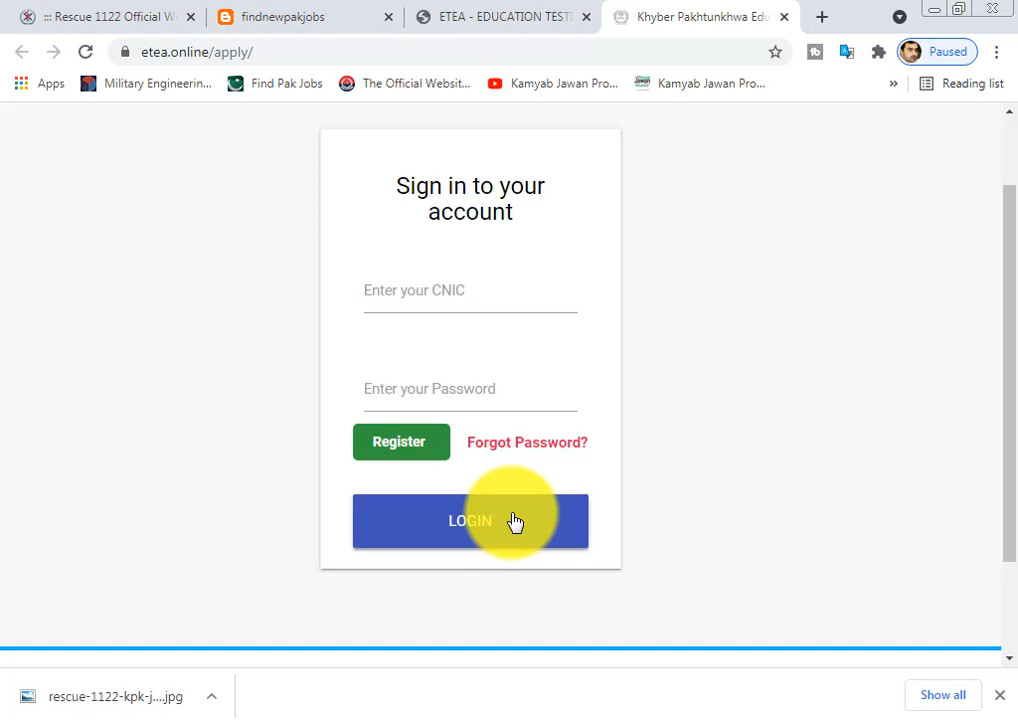 ::: Rescue 1122 Official W
findnewpakjobs
ETEA - EDUCATION TESTI
Khyber Pakhtunkhwa Edu
etea.online/apply/
Paused
Apps
Military Engineerin...
Find Pak Jobs
The Official Websit...
Kamyab Jawan Pro...
Kamyab Jawan Pro...
»
Reading list
Sign in to your
account
Enter your CNIC
Enter your Password
Register
Forgot Password?
LOGIN
rescue-1122-kpk-j....jpg
Show all